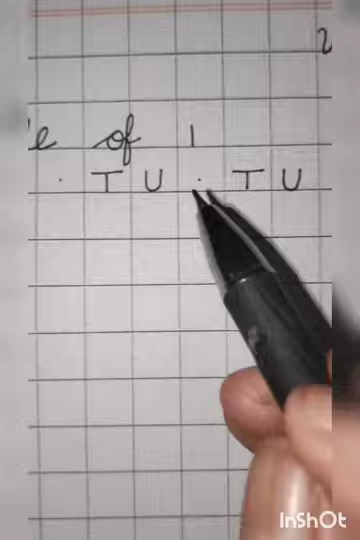 of 1
. T U . T U
InShOt